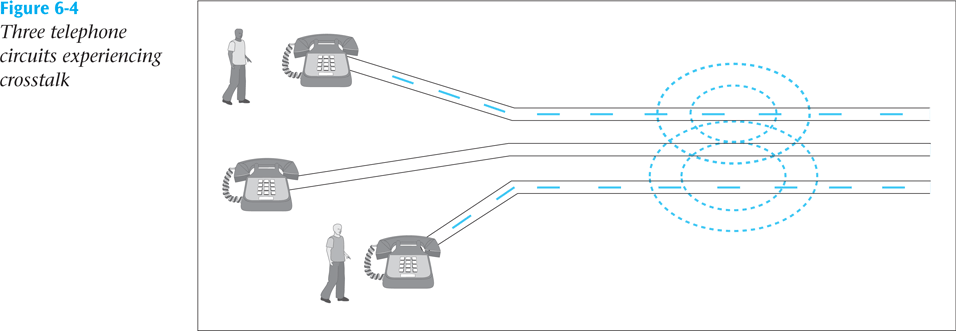 Figure 6-4
Three telephone
circuits experiencing
crosstalk